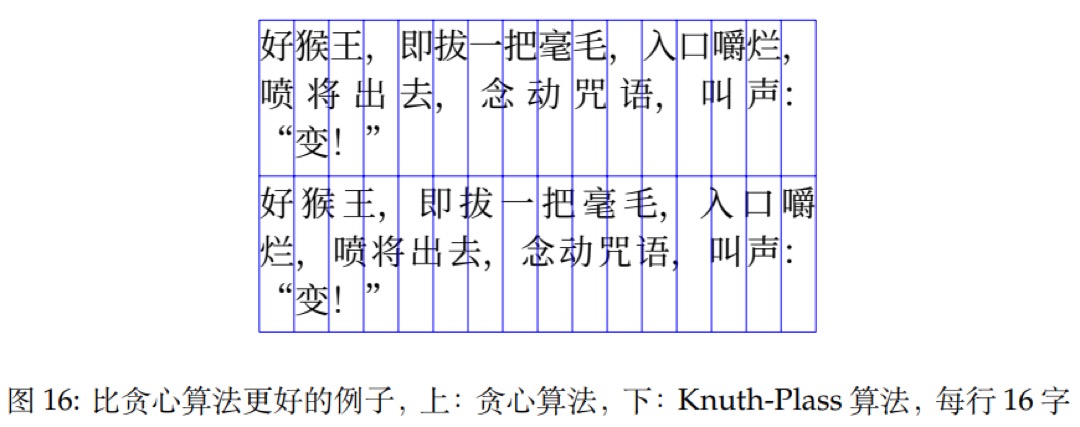 好猴王，即拔一把毫毛，入口嚼烂，
喷将出去，念动咒语，叫声：
“变！”
好猴王，即拔一把毫毛，入口嚼
烂，喷将出去，念动咒语，叫声：
“变！”
图 16: 比贪心算法更好的例子，上：贪心算法，下：Knuth-Plass 算法，每行 16 字